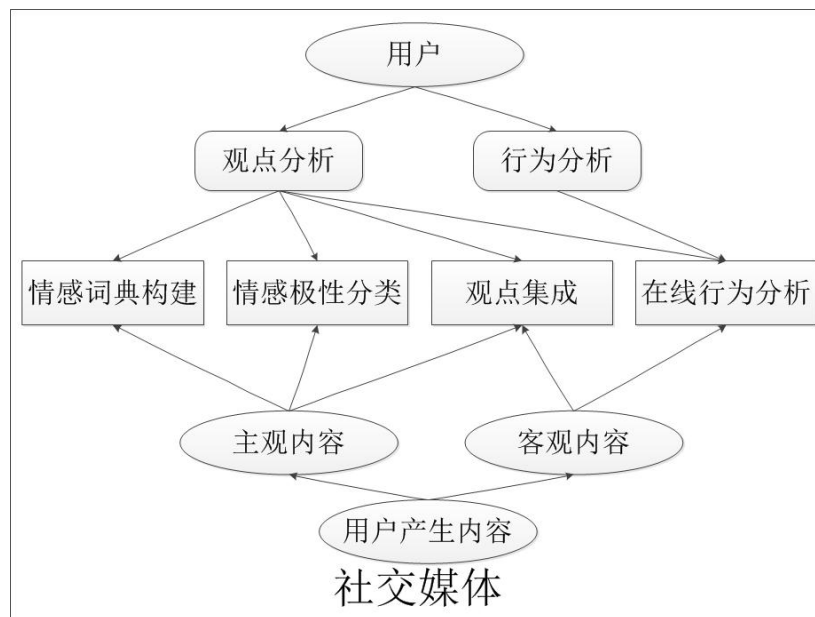 用户
观点分析
行为分析
情感词典构建
情感极性分类
观点集成
在线行为分析
主观内容
客观内容
用户产生内容
社交媒体